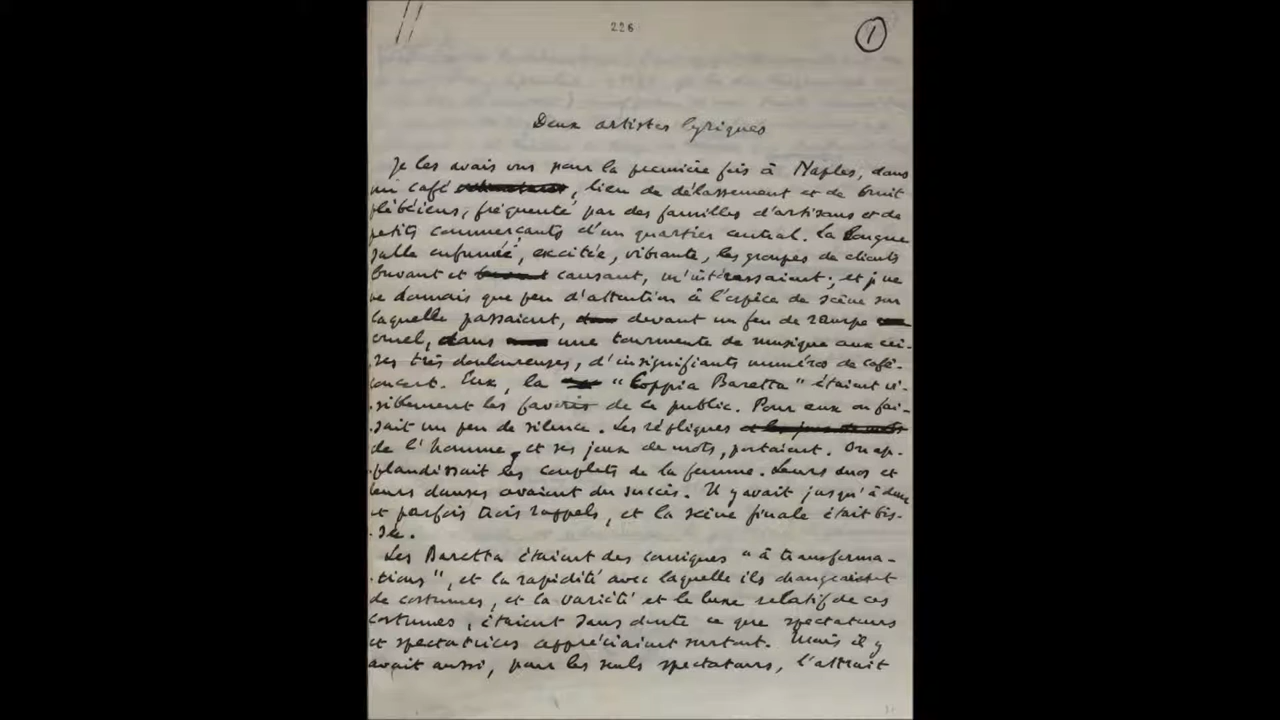 226
1
Deux artistes lyriques
Je les avais vus pour la première fois à Naples, dans
un café, lieu de délassement et de bruit
plébéiens, fréquenté par des familles d'artisans et de
petits commerçants d'un quartier central. La longue
salle enfumée, excitée, vibrante, les groupes de clients
buvant et causant, m'intéressaient; et je ne
ne donnais que peu d'attention à l'espèce de scène sur
laquelle passaient, devant un feu de rampe
cruel, dans une tourmente de musique aux cui-
vres très douloureuses, d'insignifiants numéros de café-
concert. Eux, la "Coppia Baretta" étaient vi-
siblement les favoris de ce public. Pour eux on fai-
sait un peu de silence. Les répliques
de l'homme, et ses jeux de mots, portaient. On ap-
plaudissait les couplets de la femme. Leurs duos et
leurs danses avaient du succès. Il y avait jusqu'à deux
et parfois trois rappels, et la scène finale était bis-
sée.
Les Baretta étaient des comiques "à transforma-
tions", et la rapidité avec laquelle ils changeaient
de costumes, et la variété et le luxe relatif de ces
costumes, étaient sans doute ce que spectateurs
et spectatrices appréciaient surtout. Mais il y
avait aussi, pour les seuls spectateurs, l'attrait